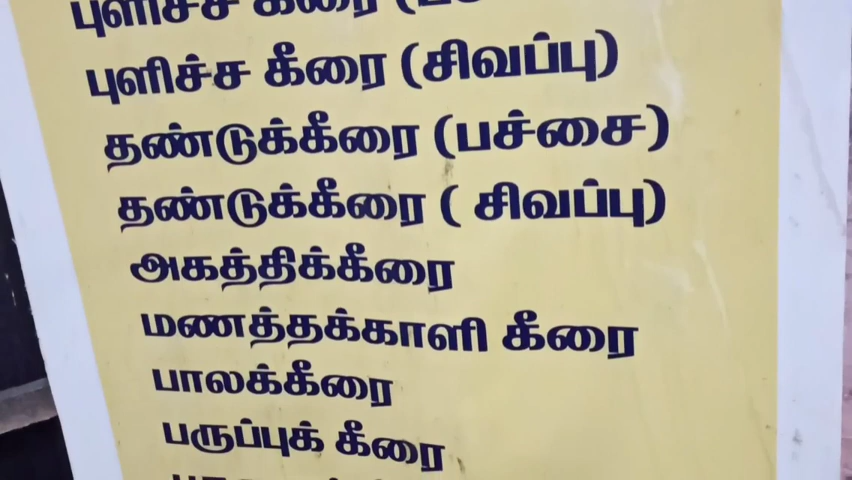 புளிச்ச கீரை
புளிச்ச கீரை (சிவப்பு)
தண்டுக்கீரை (பச்சை)
தண்டுக்கீரை ( சிவப்பு)
அகத்திக்கீரை
மணத்தக்காளி கீரை
பாலக்கீரை
பருப்புக் கீரை